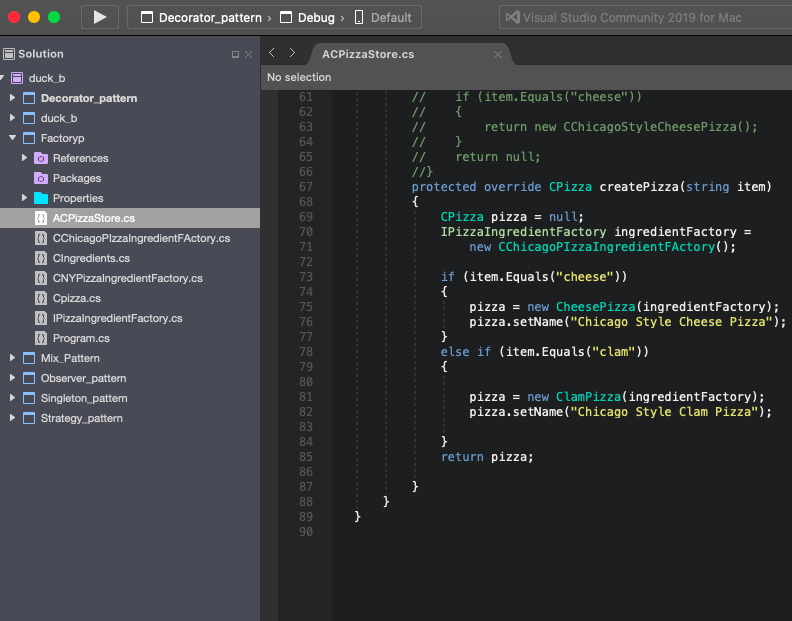 Decorator_pattern › Debug › Default
Visual Studio Community 2019 for Mac
Solution
duck_b
Decorator_pattern
duck_b
Factoryp
References
Packages
Properties
ACPizzaStore.cs
CChicagoPIzzaIngredientFActory.cs
CIngredients.cs
CNYPizzaIngredientFactory.cs
Cpizza.cs
IPizzaIngredientFactory.cs
Program.cs
Mix_Pattern
Observer_pattern
Singleton_pattern
Strategy_pattern
ACPizzaStore.cs
No selection
61 // if (item.Equals("cheese"))
62 // {
63 // return new CChicagoStyleCheesePizza();
64 // }
65 // return null;
66 //}
67 protected override CPizza createPizza(string item)
68 {
69 CPizza pizza = null;
70 IPizzaIngredientFactory ingredientFactory =
71 new CChicagoPIzzaIngredientFActory();
72
73 if (item.Equals("cheese"))
74 {
75 pizza = new CheesePizza(ingredientFactory);
76 pizza.setName("Chicago Style Cheese Pizza");
77 }
78 else if (item.Equals("clam"))
79 {
80
81 pizza = new ClamPizza(ingredientFactory);
82 pizza.setName("Chicago Style Clam Pizza");
83
84 }
85 return pizza;
86
87 }
88 }
89 }
90